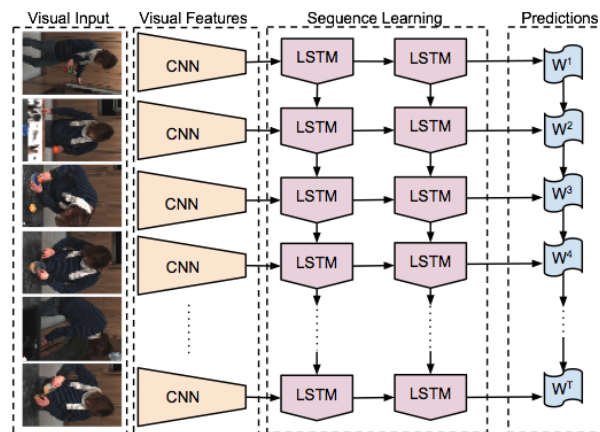 Visual Input Visual Features Sequence Learning Predictions
CNN LSTM LSTM W¹
CNN LSTM LSTM W²
CNN LSTM LSTM W³
CNN LSTM LSTM W⁴
CNN LSTM LSTM Wᵀ